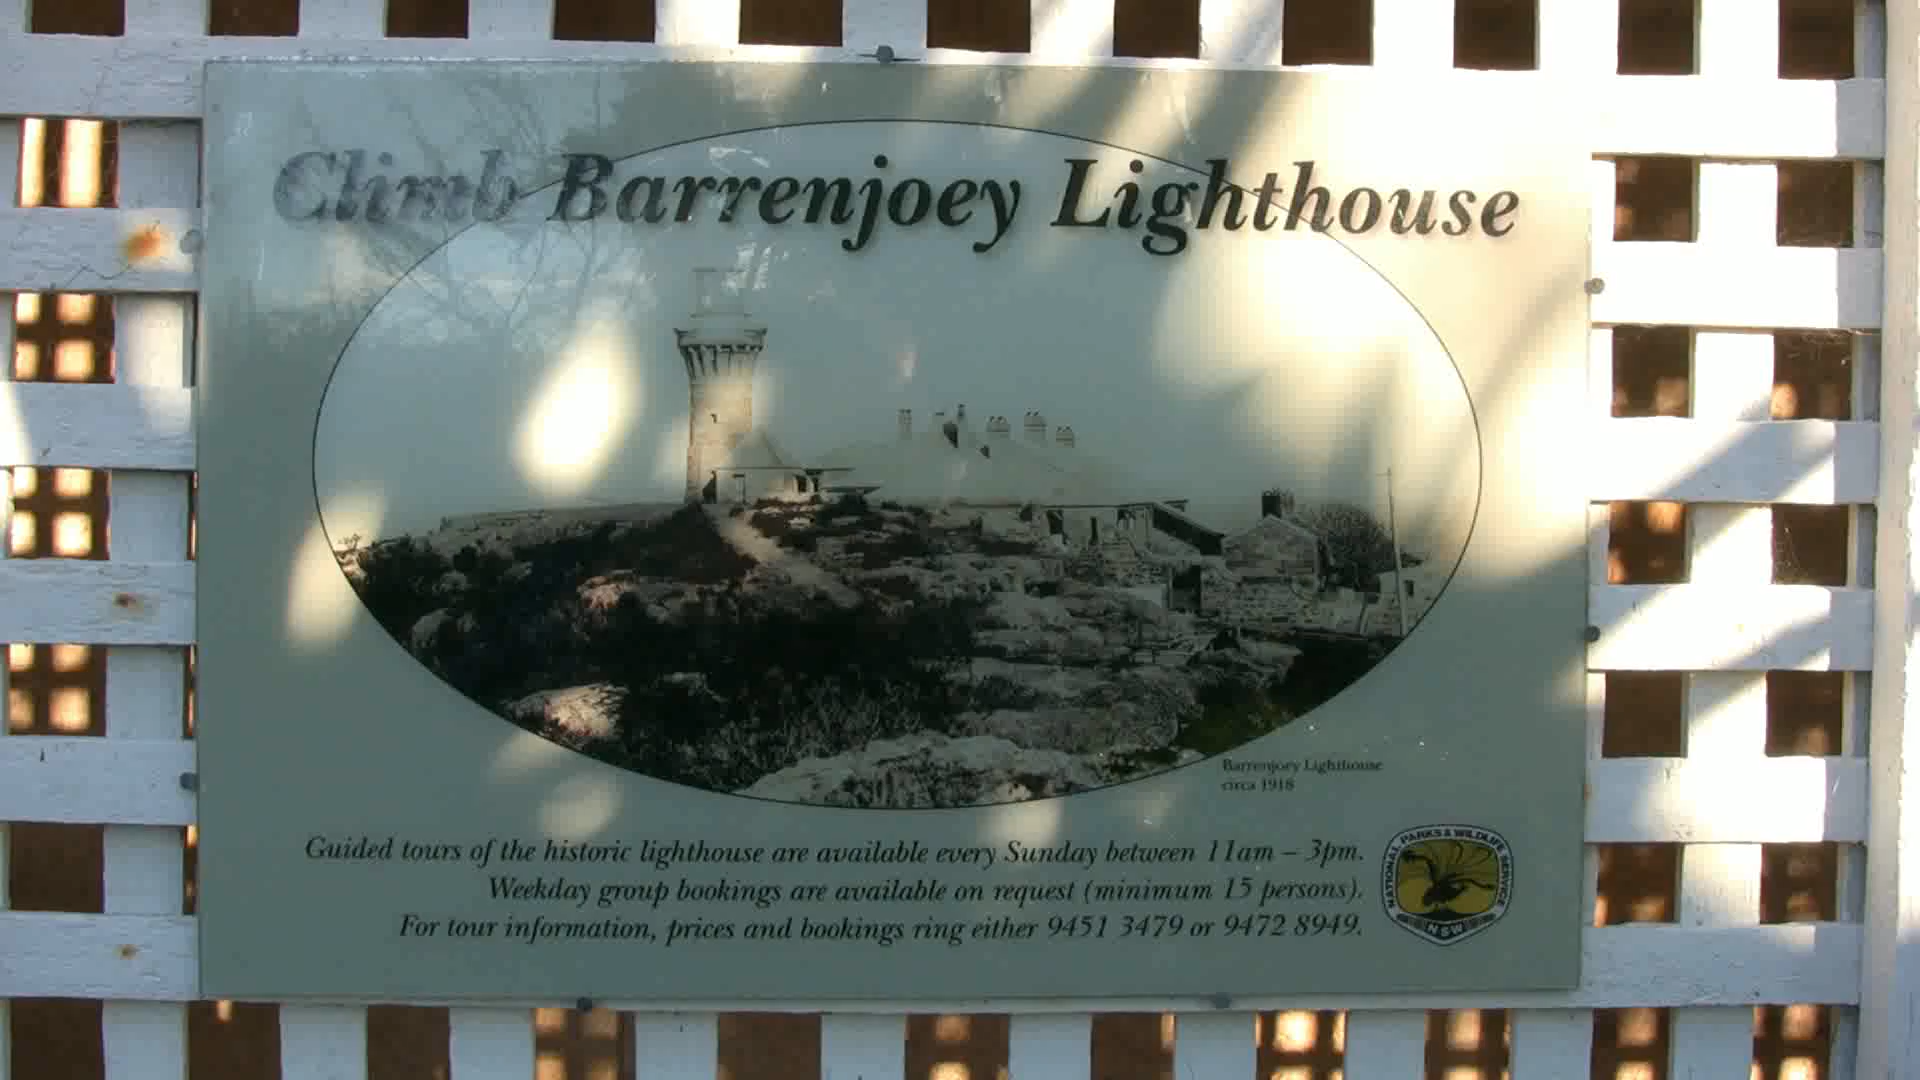 Climb Barrenjoey Lighthouse
Barrenjoey Lighthouse
circa 1918
Guided tours of the historic lighthouse are available every Sunday between 11am – 3pm.
Weekday group bookings are available on request (minimum 15 persons).
For tour information, prices and bookings ring either 9451 3479 or 9472 8949.
NATIONAL PARKS & WILDLIFE SERVICE
NSW